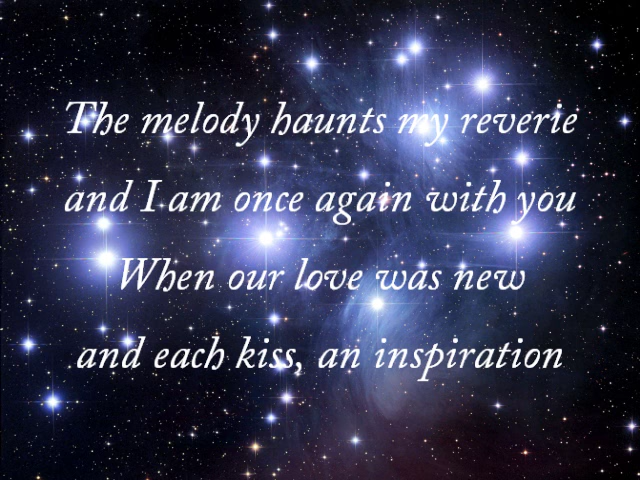 The melody haunts my reverie
and I am once again with you
When our love was new
and each kiss, an inspiration